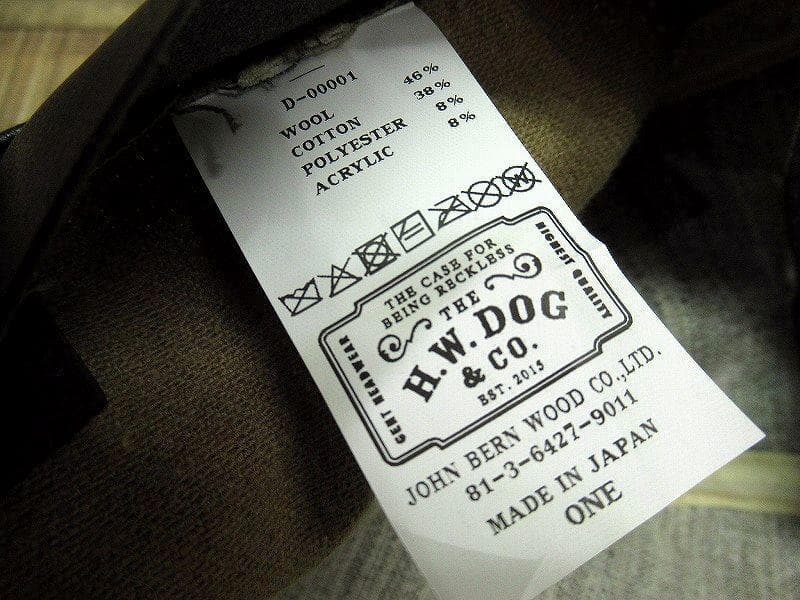 D-00001
WOOL 46%
COTTON 38%
POLYESTER 8%
ACRYLIC 8%
THE CASE FOR
BEING RECKLESS
THE
H.W. DOG
& CO.
EST. 2015
GENT HEADWEAR
HIGHEST QUALITY
JOHN BERN WOOD CO.,LTD.
81-3-6427-9011
MADE IN JAPAN
ONE